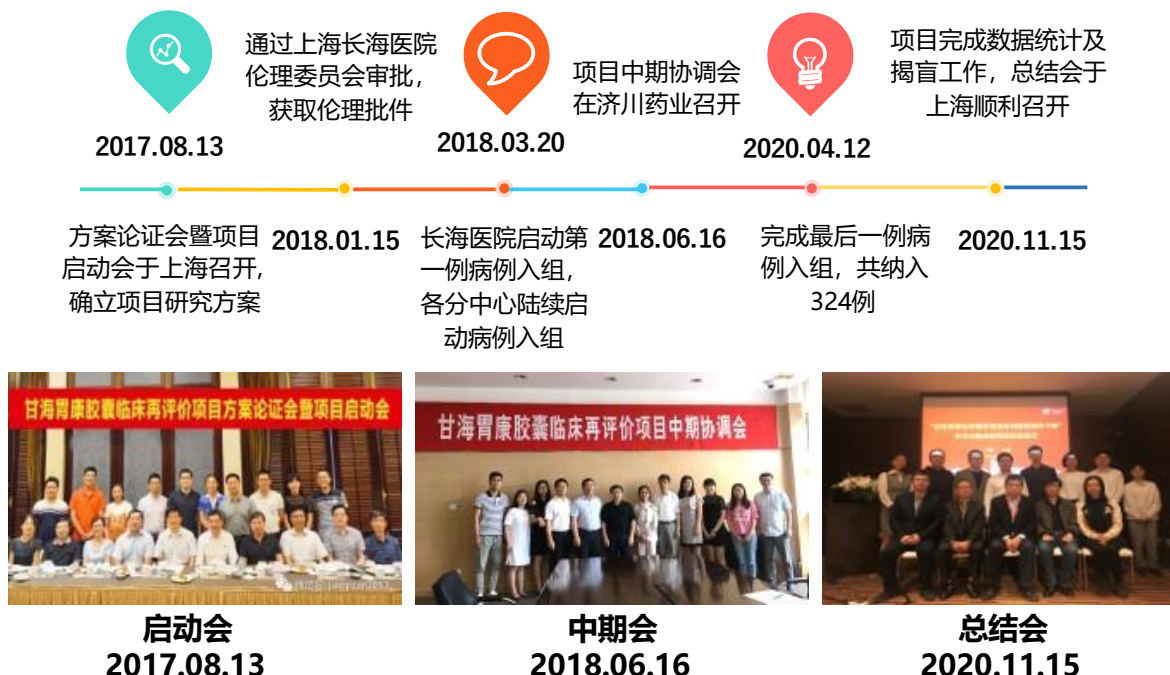 通过上海长海医院
伦理委员会审批，
获取伦理批件
项目中期协调会
在济川药业召开
项目完成数据统计及
揭盲工作，总结会于
上海顺利召开
2017.08.13
2018.03.20
2020.04.12
方案论证会暨项目
启动会于上海召开，
确立项目研究方案
2018.01.15
长海医院启动第
一例病例入组，
各分中心陆续启
动病例入组
2018.06.16
完成最后一例病
例入组，共纳入
324例
2020.11.15
甘海胃康胶囊临床再评价项目方案论证会暨项目启动会
甘海胃康胶囊临床再评价项目中期协调会
启动会
2017.08.13
中期会
2018.06.16
总结会
2020.11.15